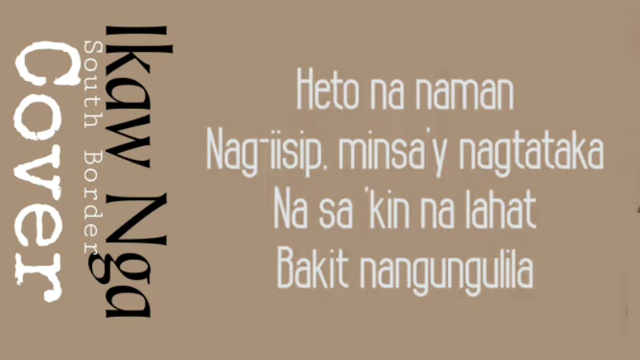 Ikaw Nga
South Border
Cover
Heto na naman
Nag-iisip, minsa'y nagtataka
Na sa 'kin na lahat
Bakit nangungulila